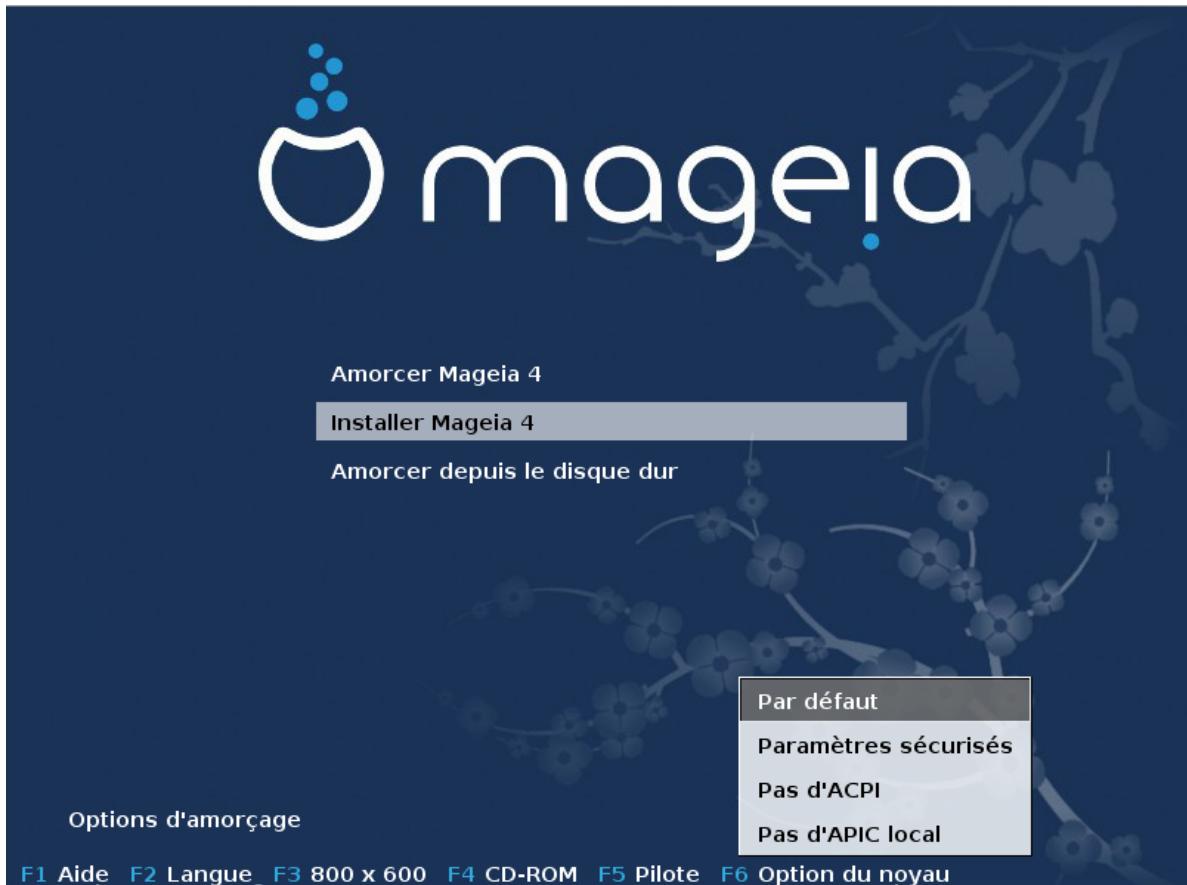 mageia
Amorcer Mageia 4
Installer Mageia 4
Amorcer depuis le disque dur
Par défaut
Paramètres sécurisés
Pas d'ACPI
Pas d'APIC local
Options d'amorçage
F1 Aide F2 Langue F3 800 x 600 F4 CD-ROM F5 Pilote F6 Option du noyau